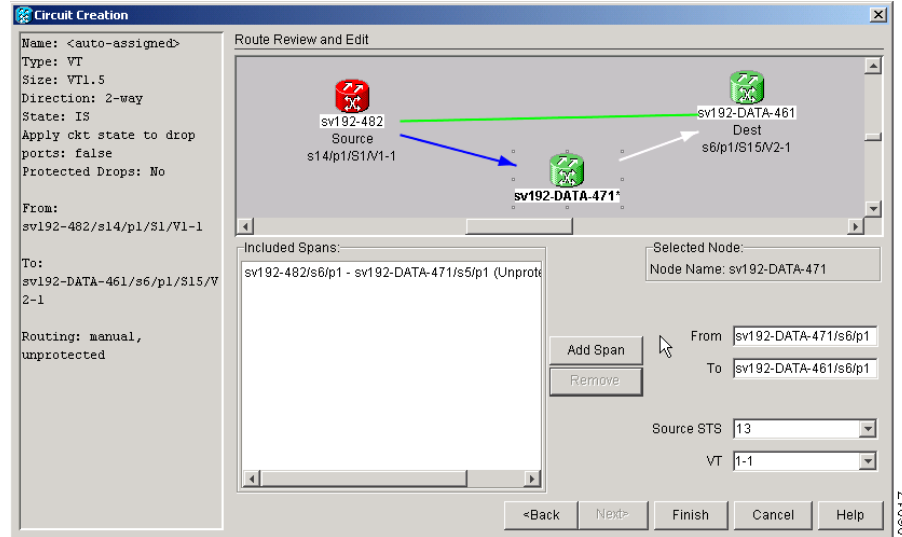 Circuit Creation
Name: <auto-assigned>
Type: VT
Size: VT1.5
Direction: 2-way
State: IS
Apply ckt state to drop
ports: false
Protected Drops: No
From:
sv192-482/s14/p1/S1/V1-1
To:
sv192-DATA-461/s6/p1/S15/V
2-1
Routing: manual,
unprotected
Route Review and Edit
sv192-482
Source
s14/p1/S1/V1-1
sv192-DATA-461
Dest
s6/p1/S15/V2-1
sv192-DATA-471*
Included Spans:
sv192-482/s6/p1 - sv192-DATA-471/s5/p1 (Unprote
Selected Node:
Node Name: sv192-DATA-471
Add Span
Remove
From sv192-DATA-471/s6/p1
To sv192-DATA-461/s6/p1
Source STS 13
VT 1-1
<Back Next> Finish Cancel Help